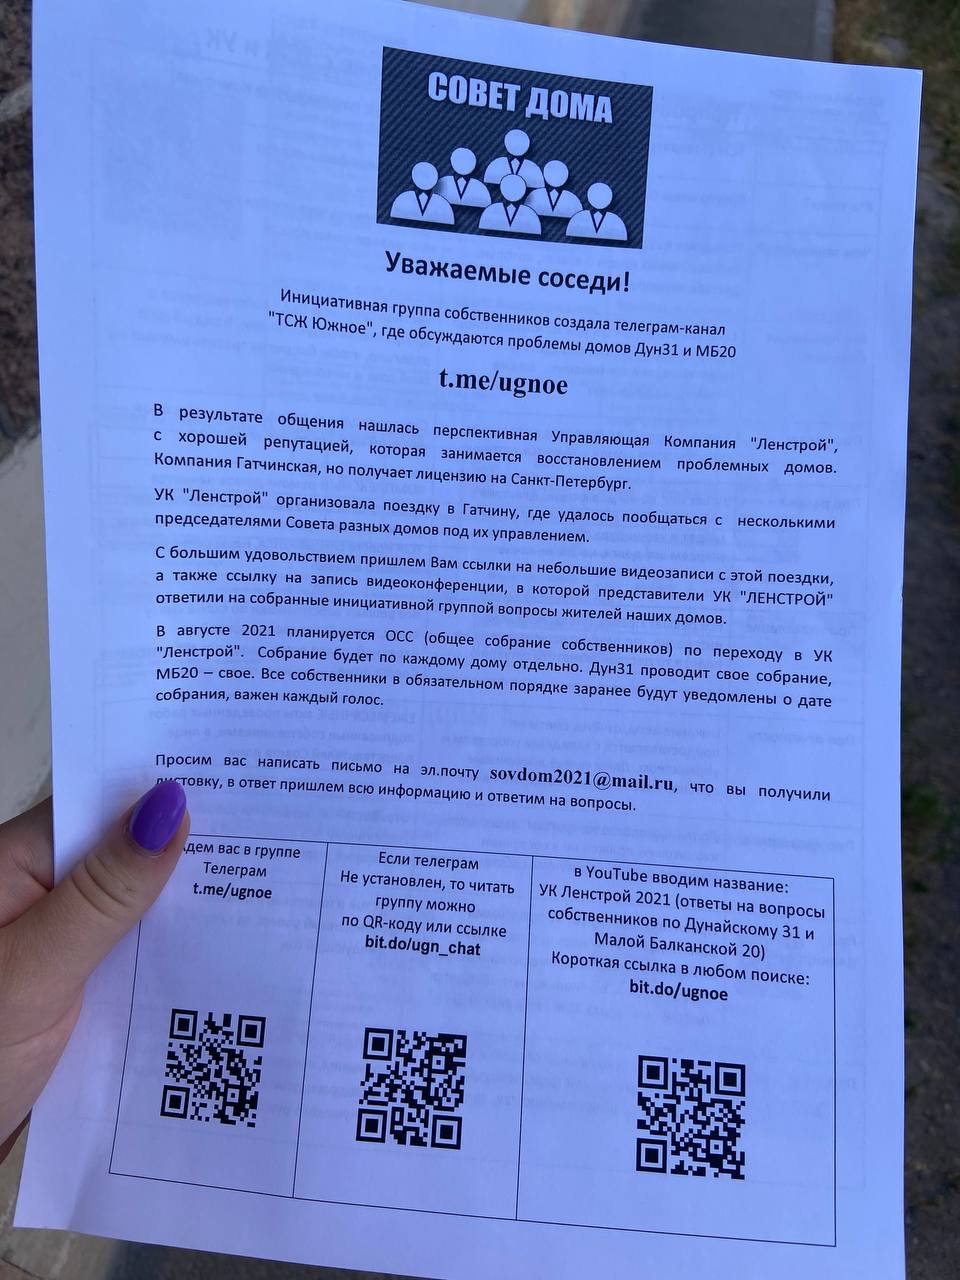 СОВЕТ ДОМА
Уважаемые соседи!
Инициативная группа собственников создала телеграм-канал
"ТСЖ Южное", где обсуждаются проблемы домов Дун31 и МБ20
t.me/ugnoe
В результате общения нашлась перспективная Управляющая Компания "Ленстрой",
с хорошей репутацией, которая занимается восстановлением проблемных домов.
Компания Гатчинская, но получает лицензию на Санкт-Петербург.
УК "Ленстрой" организовала поездку в Гатчину, где удалось пообщаться с несколькими
председателями Совета разных домов под их управлением.
С большим удовольствием пришлем Вам ссылки на небольшие видеозаписи с этой поездки,
а также ссылку на запись видеоконференции, в которой представители УК "ЛЕНСТРОЙ"
ответили на собранные инициативной группой вопросы жителей наших домов.
В августе 2021 планируется ОСС (общее собрание собственников) по переходу в УК
"Ленстрой". Собрание будет по каждому дому отдельно. Дун31 проводит свое собрание,
МБ20 – свое. Все собственники в обязательном порядке заранее будут уведомлены о дате
собрания, важен каждый голос.
Просим вас написать письмо на эл.почту sovdom2021@mail.ru, что вы получили
листовку, в ответ пришлем всю информацию и ответим на вопросы.
дем вас в группе
Телеграм
t.me/ugnoe
Если телеграм
Не установлен, то читать
группу можно
по QR-коду или ссылке
bit.do/ugn_chat
в YouTube вводим название:
УК Ленстрой 2021 (ответы на вопросы
собственников по Дунайскому 31 и
Малой Балканской 20)
Короткая ссылка в любом поиске:
bit.do/ugnoe